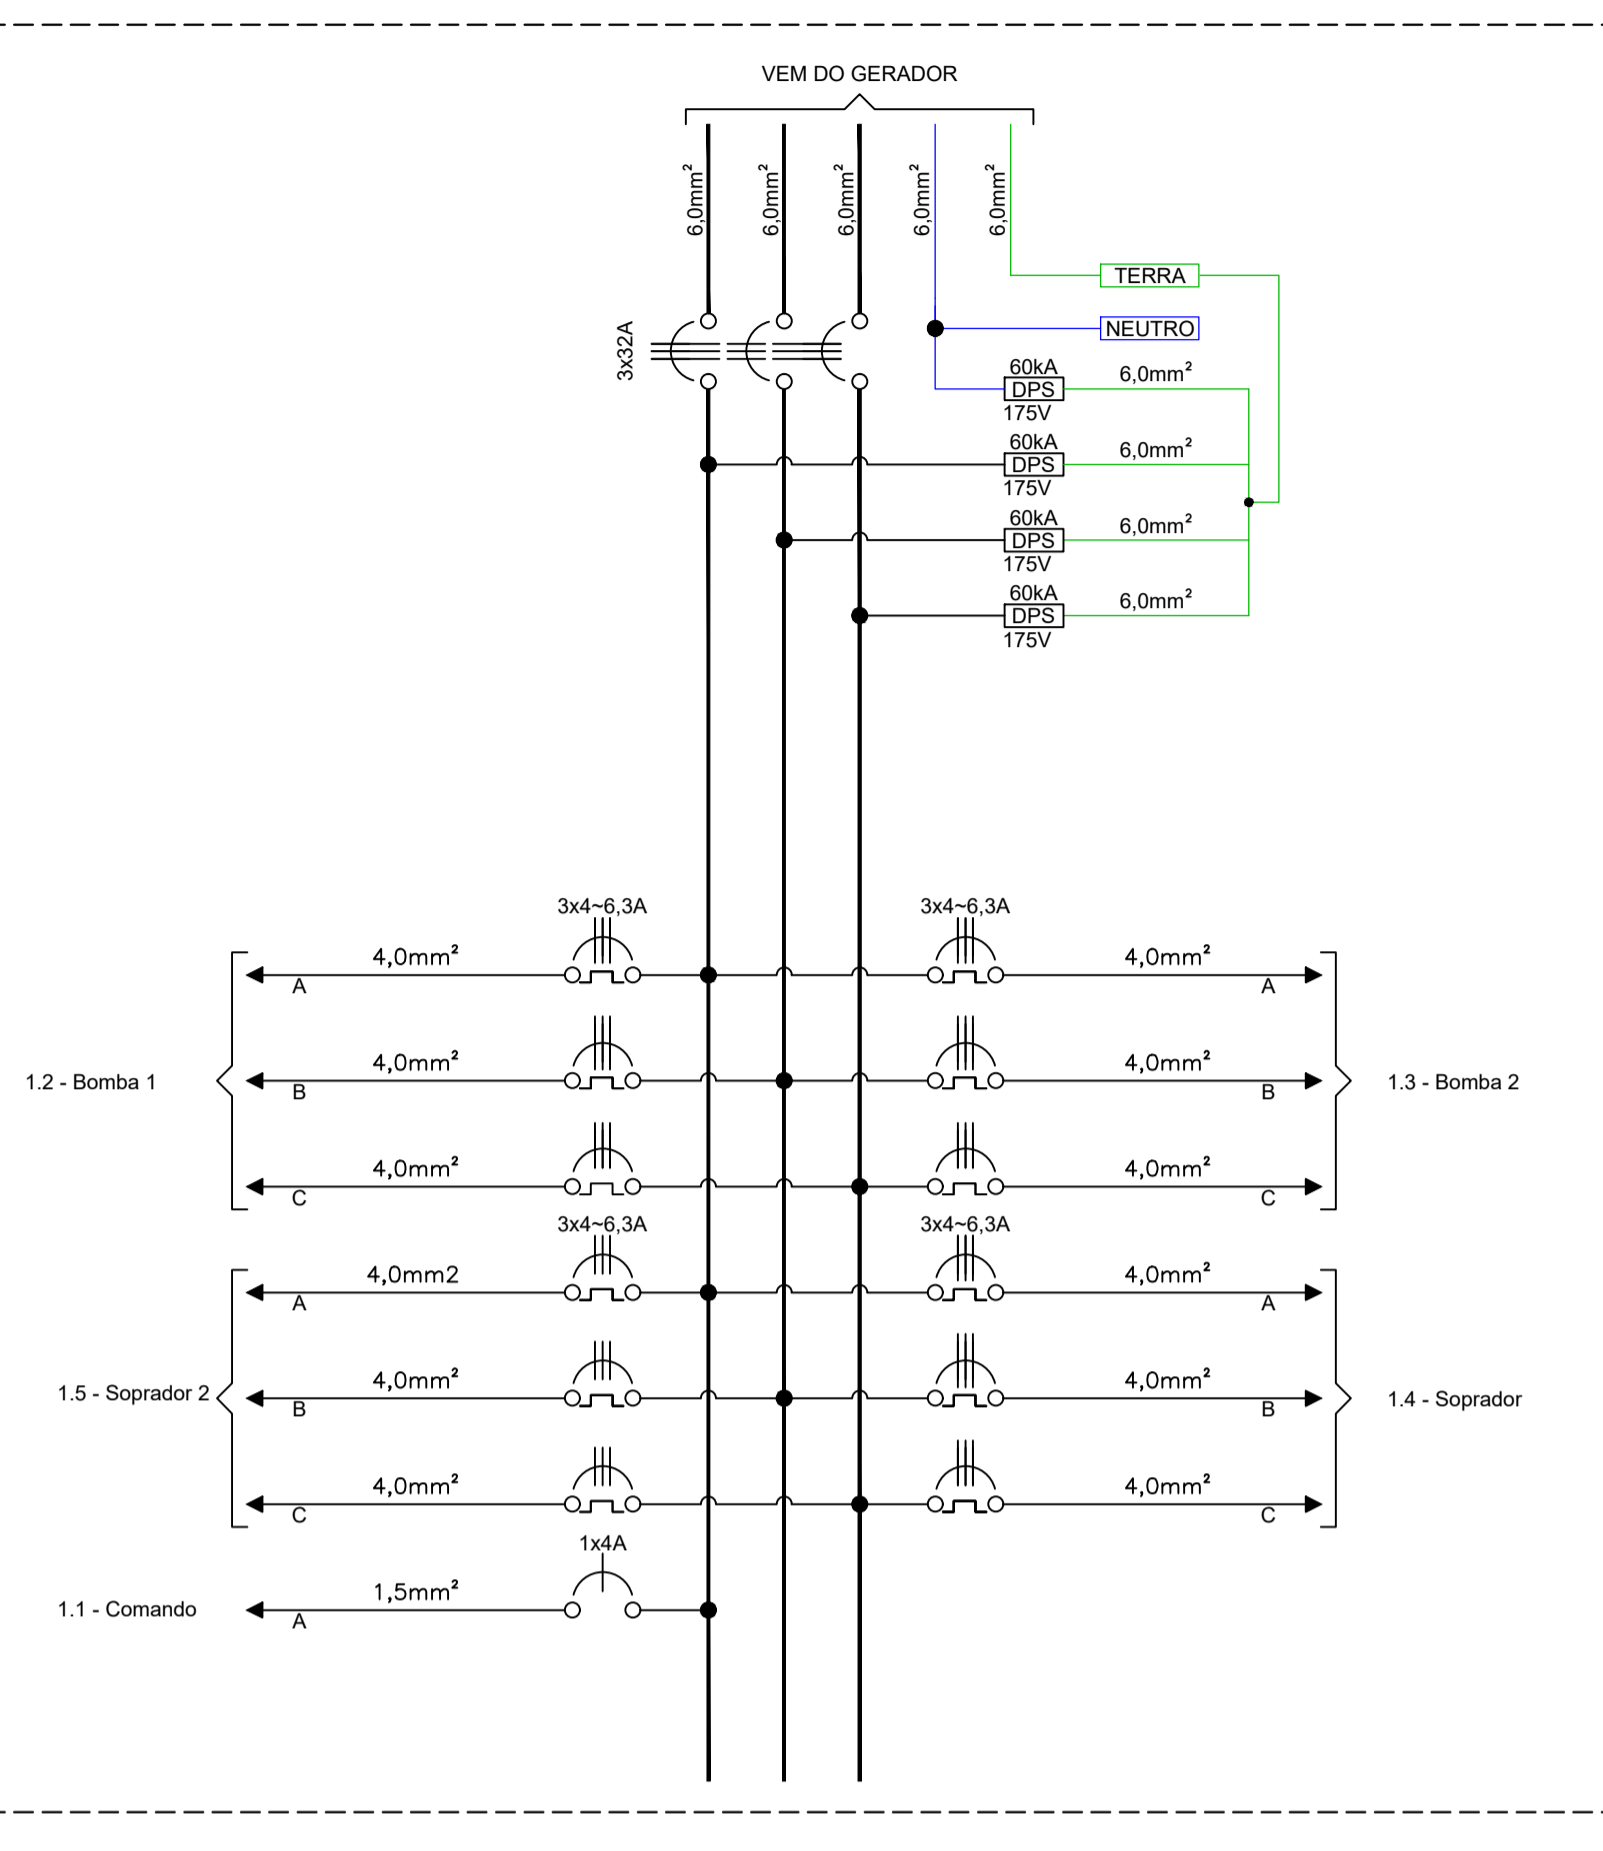 VEM DO GERADOR
6,0mm²
6,0mm²
6,0mm²
6,0mm²
6,0mm²
TERRA
NEUTRO
3x32A
60kA
DPS
175V
6,0mm²
60kA
DPS
175V
6,0mm²
60kA
DPS
175V
6,0mm²
60kA
DPS
175V
6,0mm²
3x4~6,3A
3x4~6,3A
4,0mm²
A
4,0mm²
A
4,0mm²
B
4,0mm²
B
1.2 - Bomba 1
1.3 - Bomba 2
4,0mm²
C
4,0mm²
C
3x4~6,3A
3x4~6,3A
4,0mm2
A
4,0mm²
A
4,0mm²
B
4,0mm²
B
1.5 - Soprador 2
1.4 - Soprador
4,0mm²
C
4,0mm²
C
1x4A
1,5mm²
1.1 - Comando
A